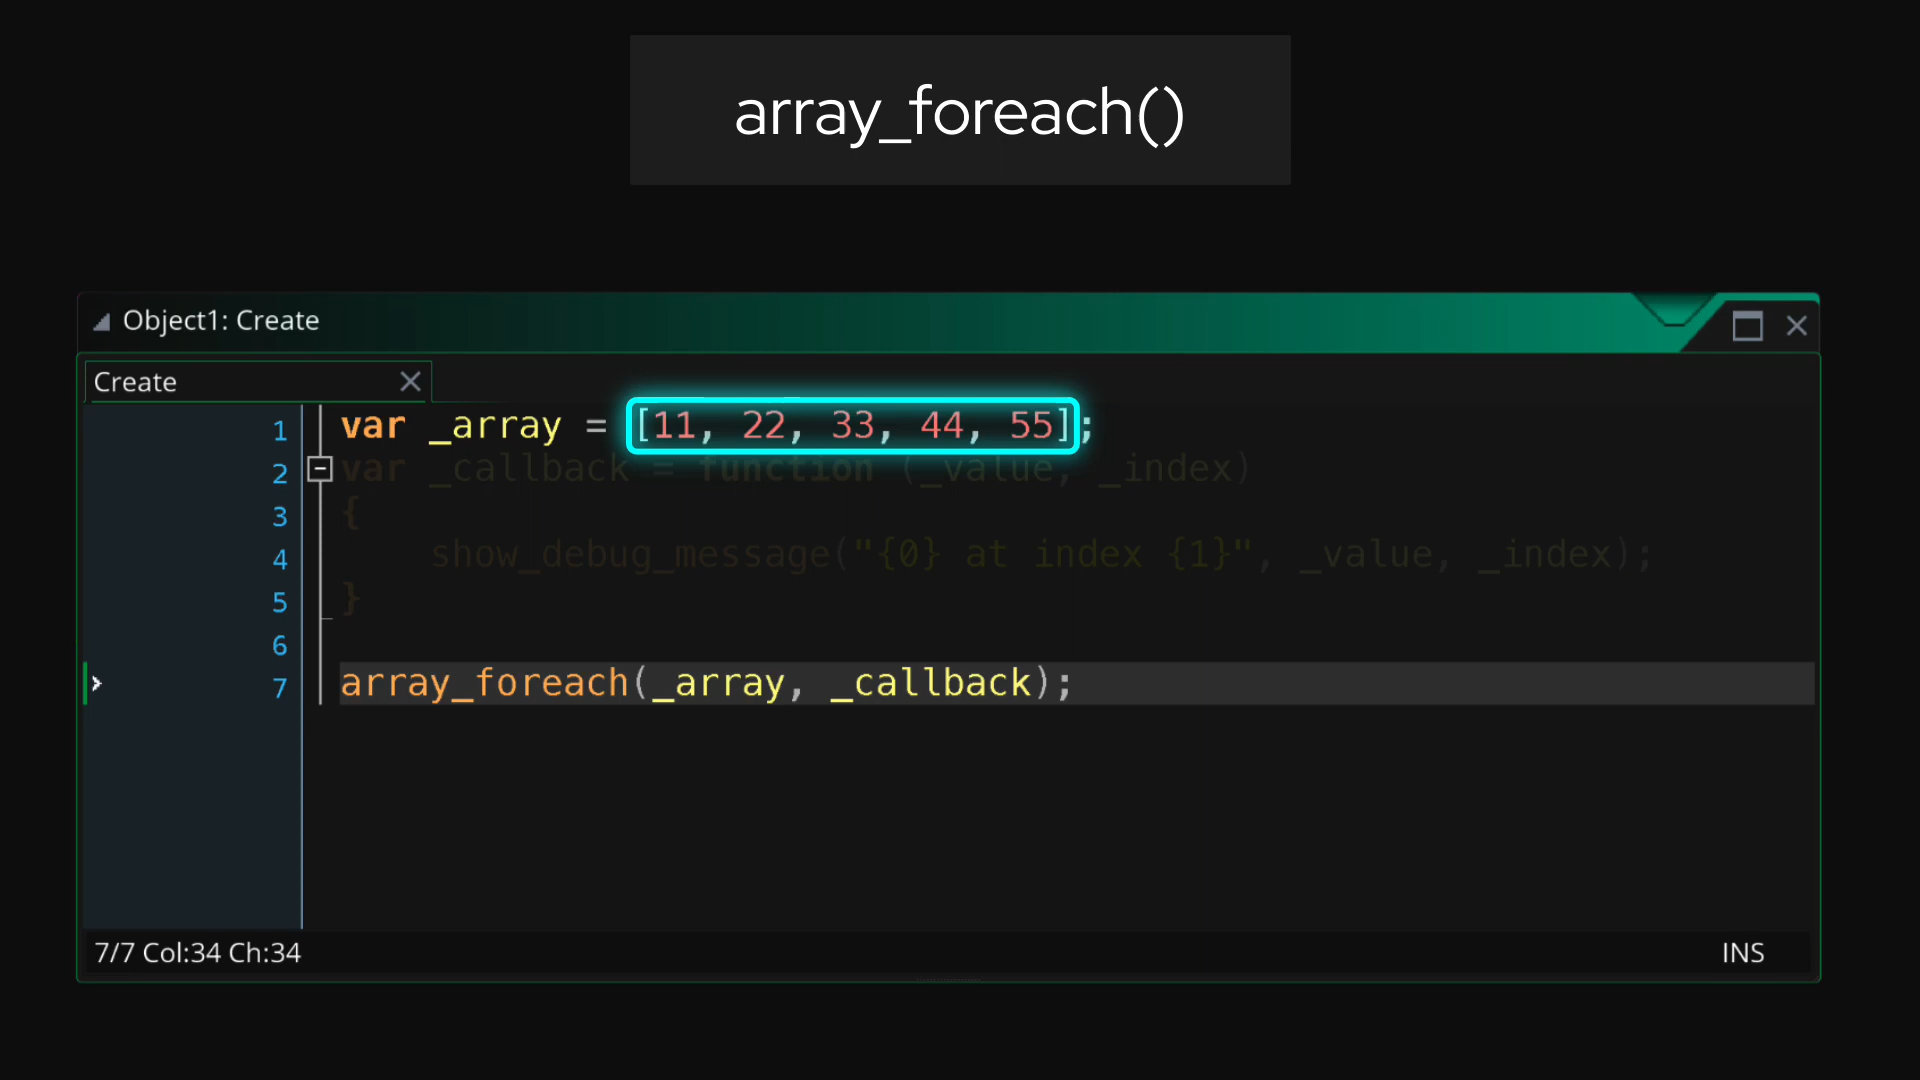 array_foreach()
Object1: Create
Create
1 var _array = [11, 22, 33, 44, 55];
2 var _callback = function (_value, _index)
3 {
4 show_debug_message("{0} at index {1}", _value, _index);
5 }
6
7 array_foreach(_array, _callback);
7/7 Col:34 Ch:34 INS